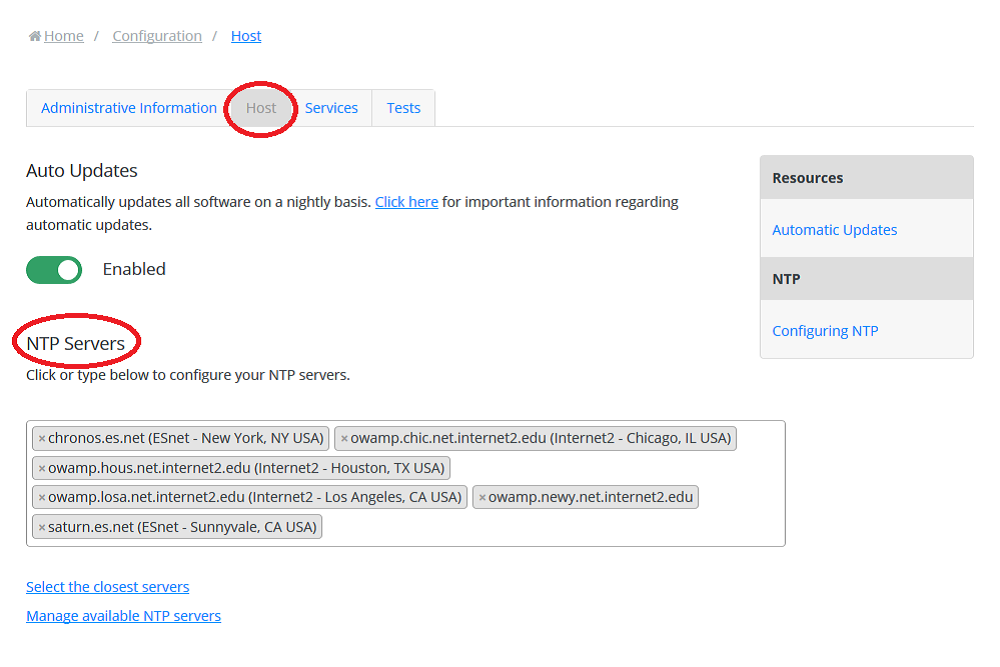 Home / Configuration / Host
Administrative Information Host Services Tests
Auto Updates
Automatically updates all software on a nightly basis. Click here for important information regarding
automatic updates.
Enabled
NTP Servers
Click or type below to configure your NTP servers.
×chronos.es.net (ESnet - New York, NY USA) ×owamp.chic.net.internet2.edu (Internet2 - Chicago, IL USA)
×owamp.hous.net.internet2.edu (Internet2 - Houston, TX USA)
×owamp.losa.net.internet2.edu (Internet2 - Los Angeles, CA USA) ×owamp.newy.net.internet2.edu
×saturn.es.net (ESnet - Sunnyvale, CA USA)
Select the closest servers
Manage available NTP servers
Resources
Automatic Updates
NTP
Configuring NTP